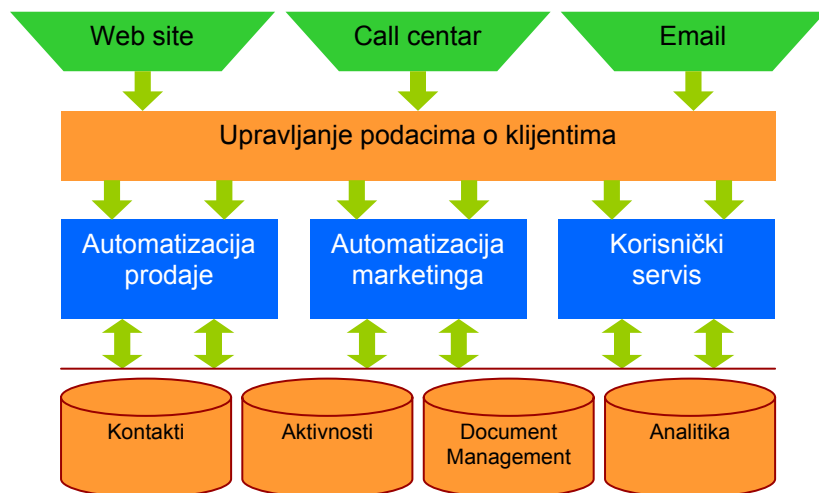 Web site
Call centar
Email
Upravljanje podacima o klijentima
Automatizacija
prodaje
Automatizacija
marketinga
Korisnički
servis
Kontakti
Aktivnosti
Document
Management
Analitika